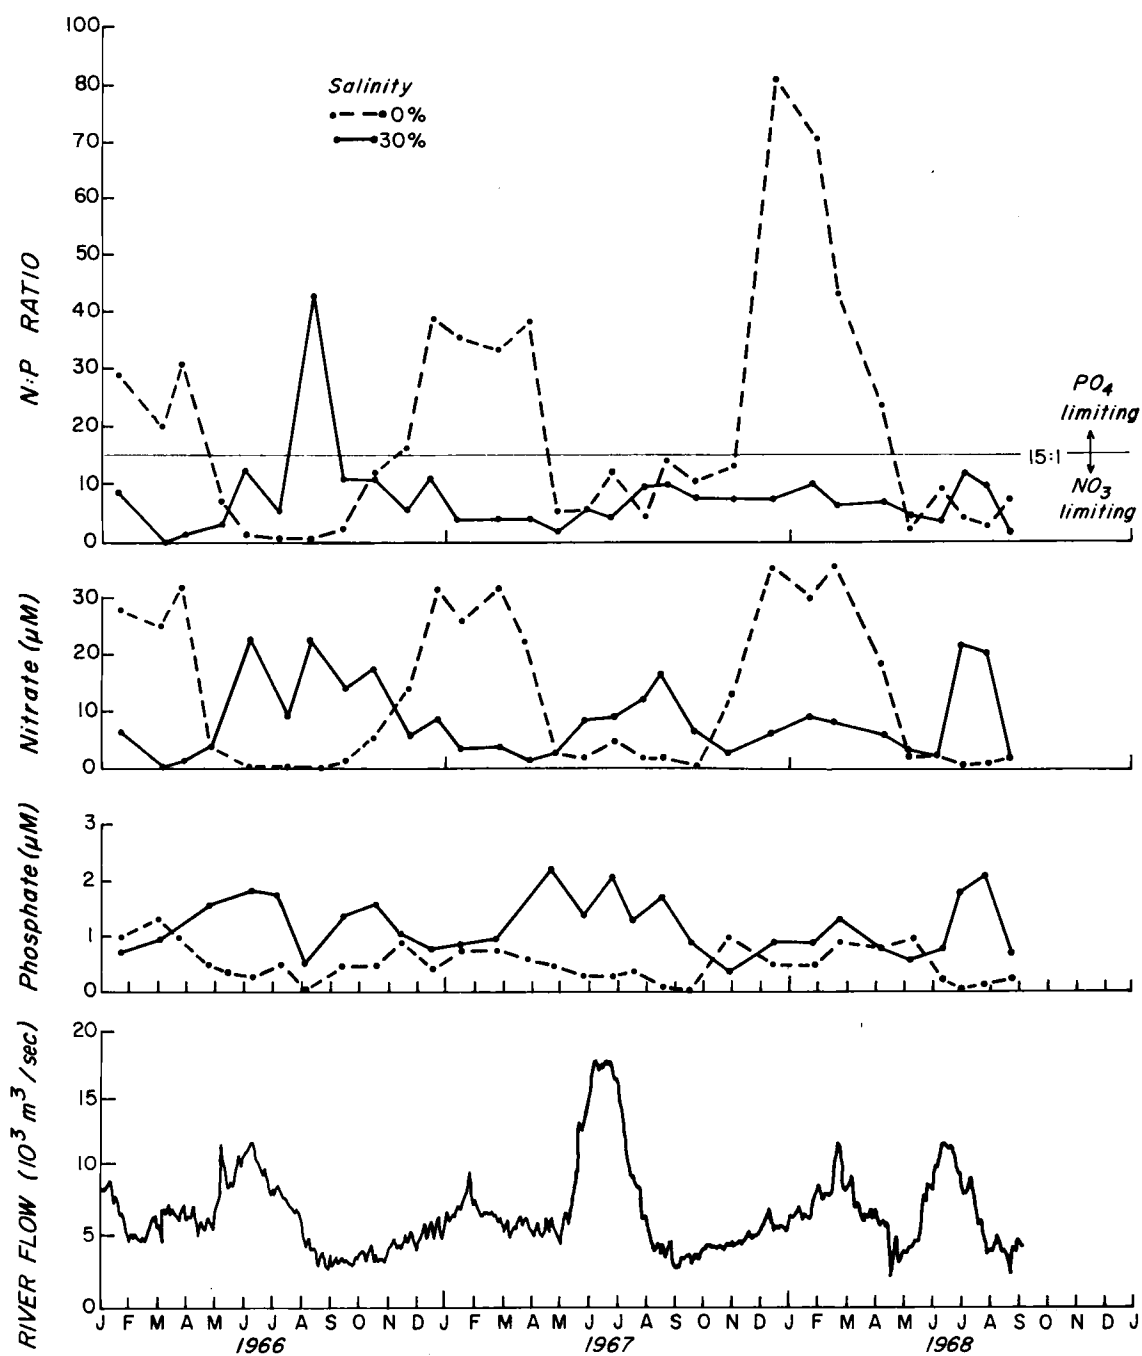 100
80
70
60
50
40
30
20
10
0
N:P RATIO
Salinity
0%
30%
PO4
limiting
15:1
NO3
limiting
30
20
10
0
Nitrate (µM)
3
2
1
0
Phosphate (µM)
20
15
10
5
0
RIVER FLOW (10³ m³/sec)
J F M A M J J A S O N D J F M A M J J A S O N D J F M A M J J A S O N D J
1966 1967 1968